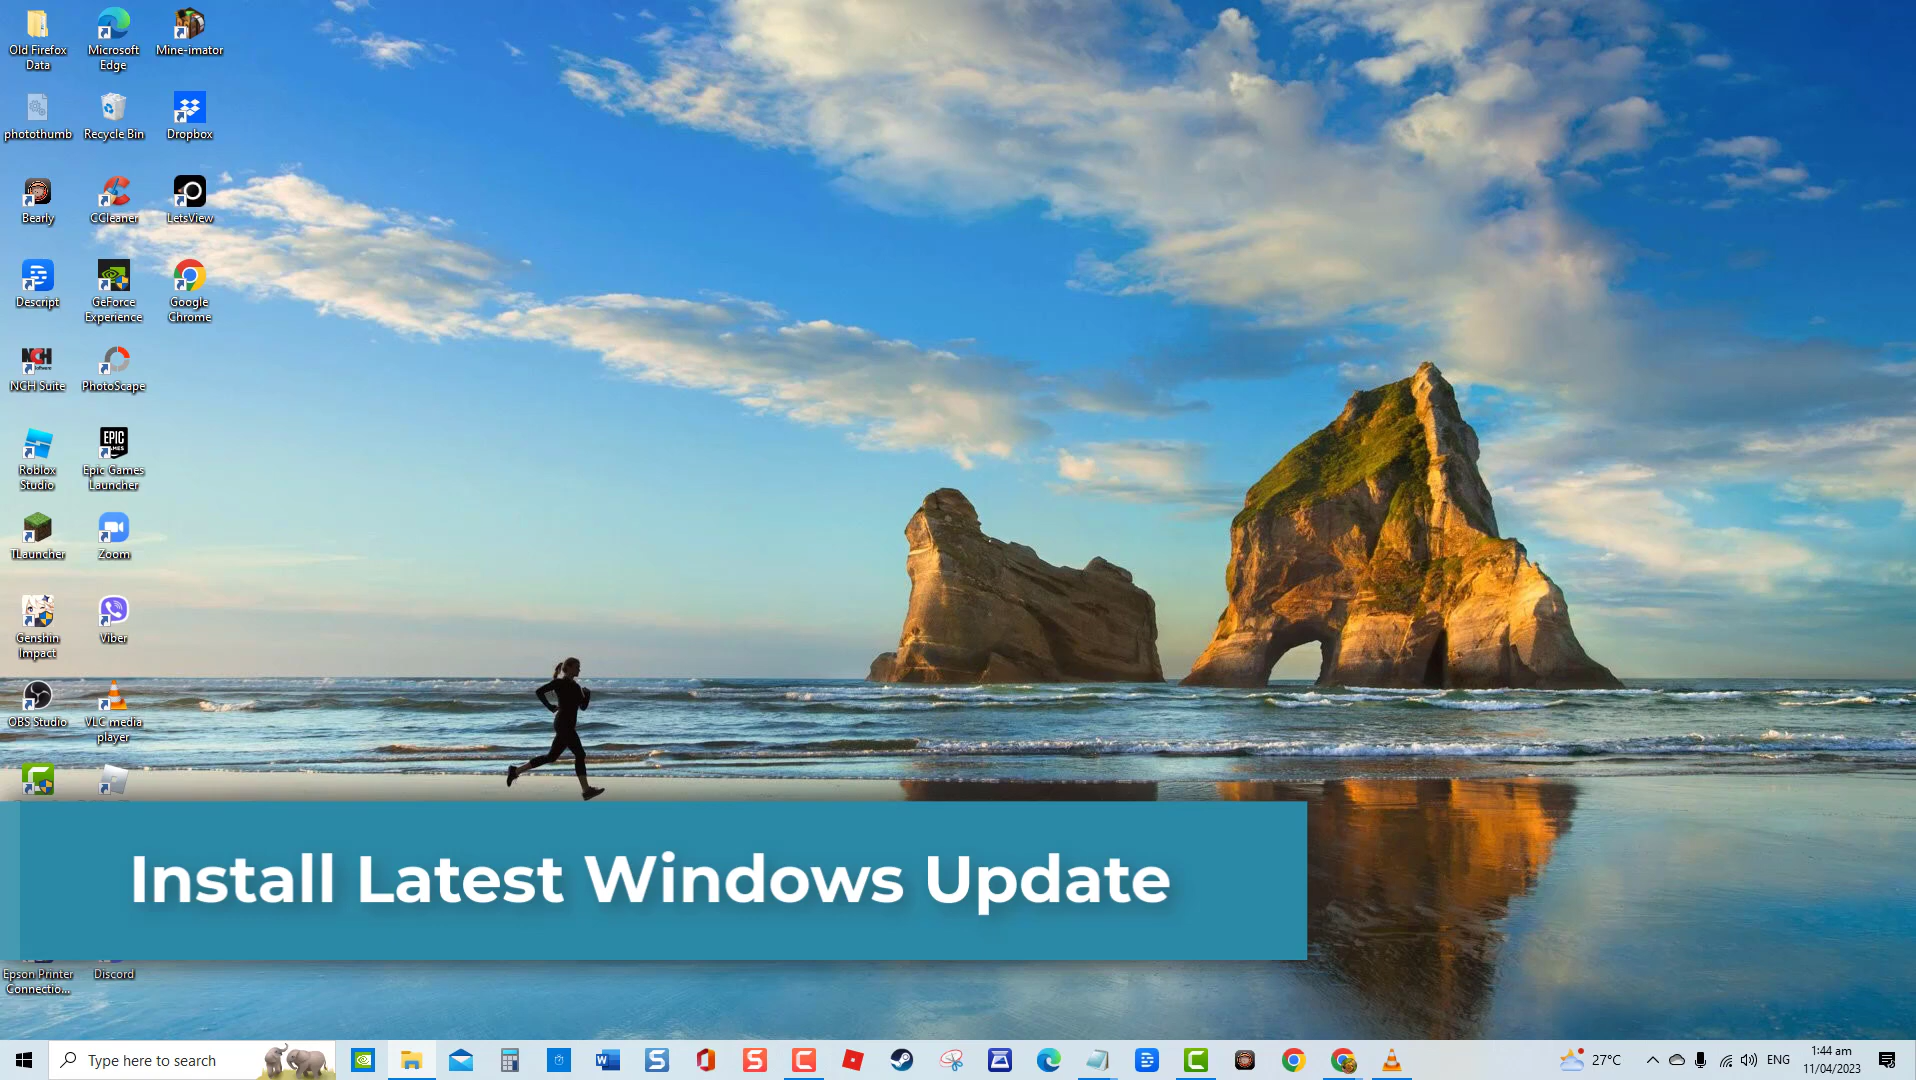 Old Firefox
Data
Microsoft
Edge
Mine-imator
photothumb
Recycle Bin
Dropbox
Bearly
CCleaner
LetsView
Descript
GeForce
Experience
Google
Chrome
NCH
NCH Suite
PhotoScape
Roblox
Studio
EPIC
GAMES
Epic Games
Launcher
TLauncher
Zoom
Genshin
Impact
Viber
OBS Studio
VLC media
player
Install Latest Windows Update
Epson Printer
Connectio...
Discord
Type here to search
27°C
ENG
1:44 am
11/04/2023